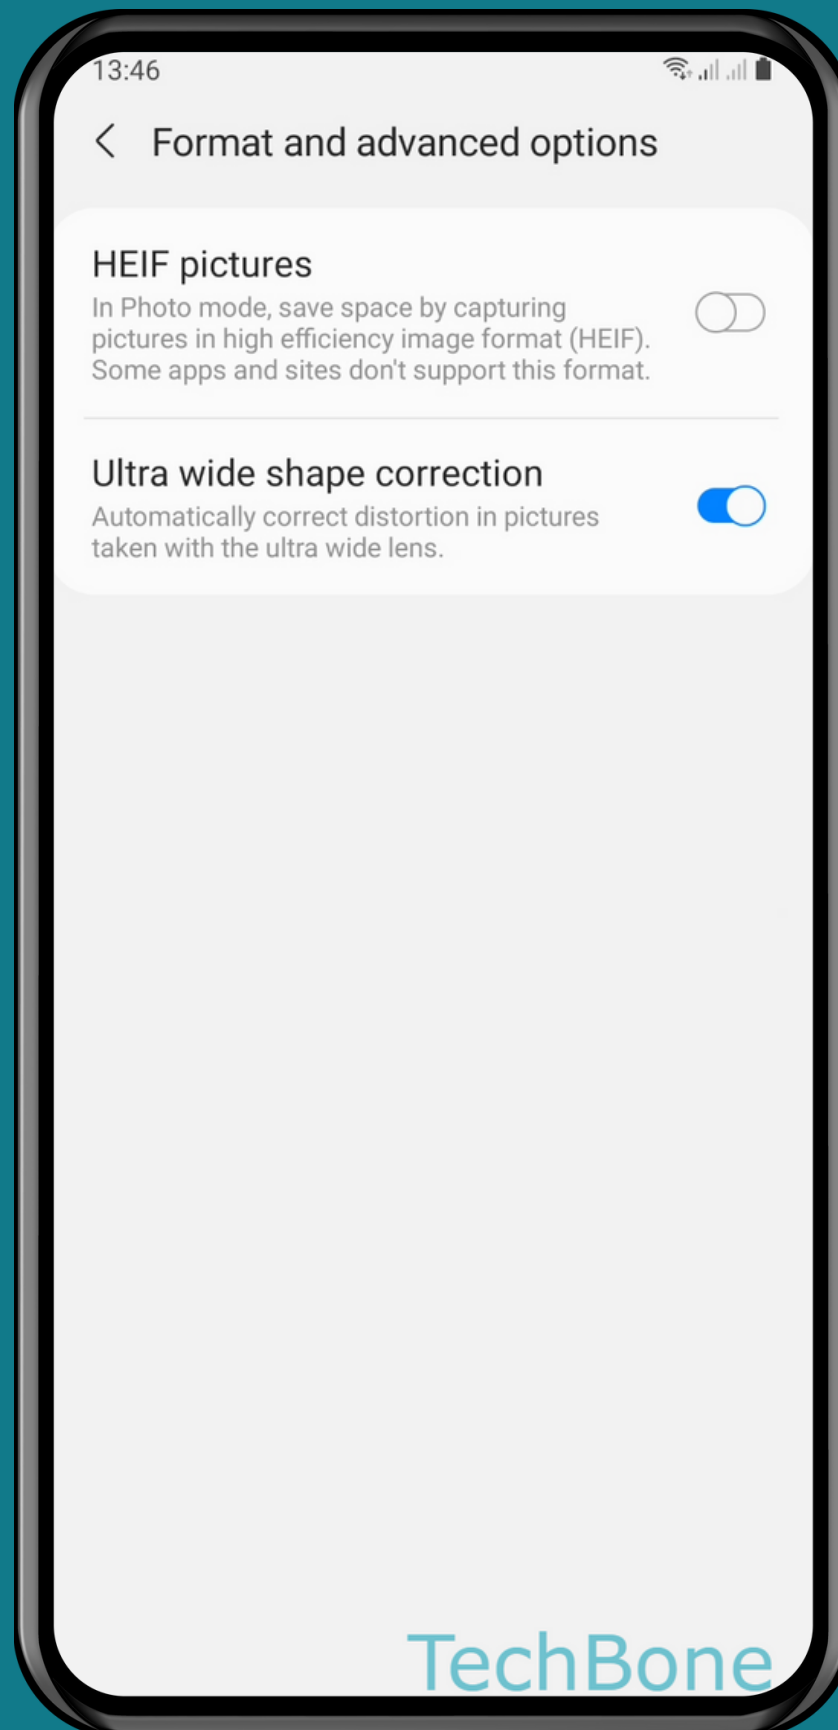 13:46
Format and advanced options
HEIF pictures
In Photo mode, save space by capturing
pictures in high efficiency image format (HEIF).
Some apps and sites don't support this format.
Ultra wide shape correction
Automatically correct distortion in pictures
taken with the ultra wide lens.
TechBone